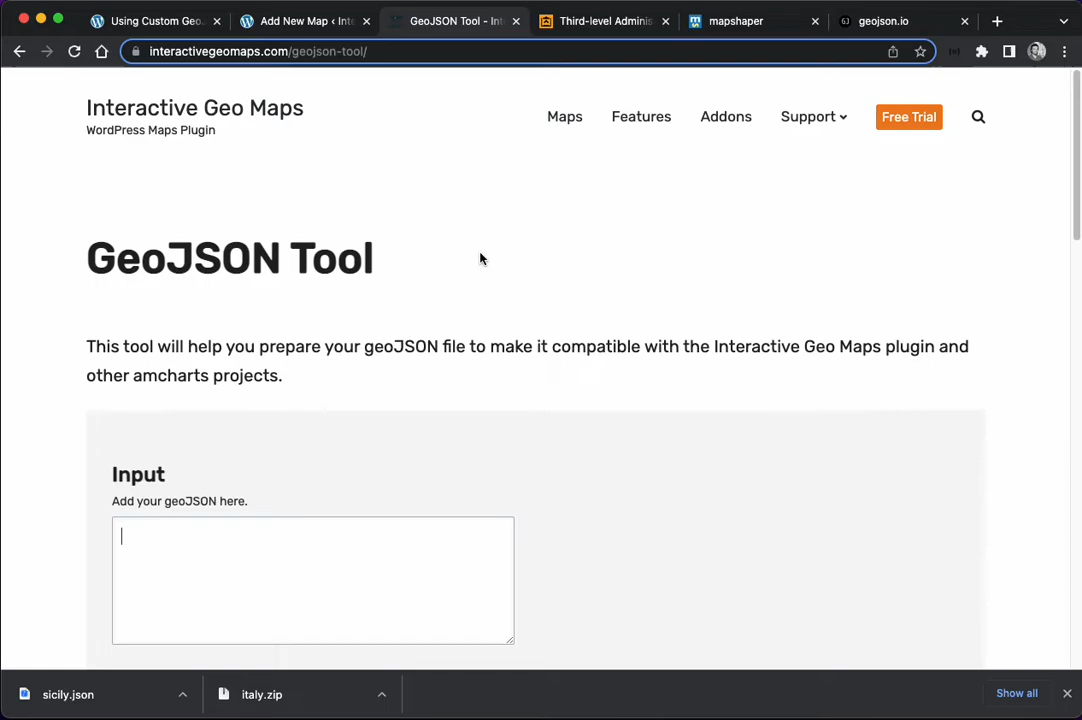 Using Custom GeoJ
Add New Map ‹ Int
GeoJSON Tool - Int
Third-level Adminis
mapshaper
geojson.io
interactivegeomaps.com/geojson-tool/
Interactive Geo Maps
WordPress Maps Plugin
Maps
Features
Addons
Support
Free Trial
GeoJSON Tool
This tool will help you prepare your geoJSON file to make it compatible with the Interactive Geo Maps plugin and
other amcharts projects.
Input
Add your geoJSON here.
sicily.json
italy.zip
Show all